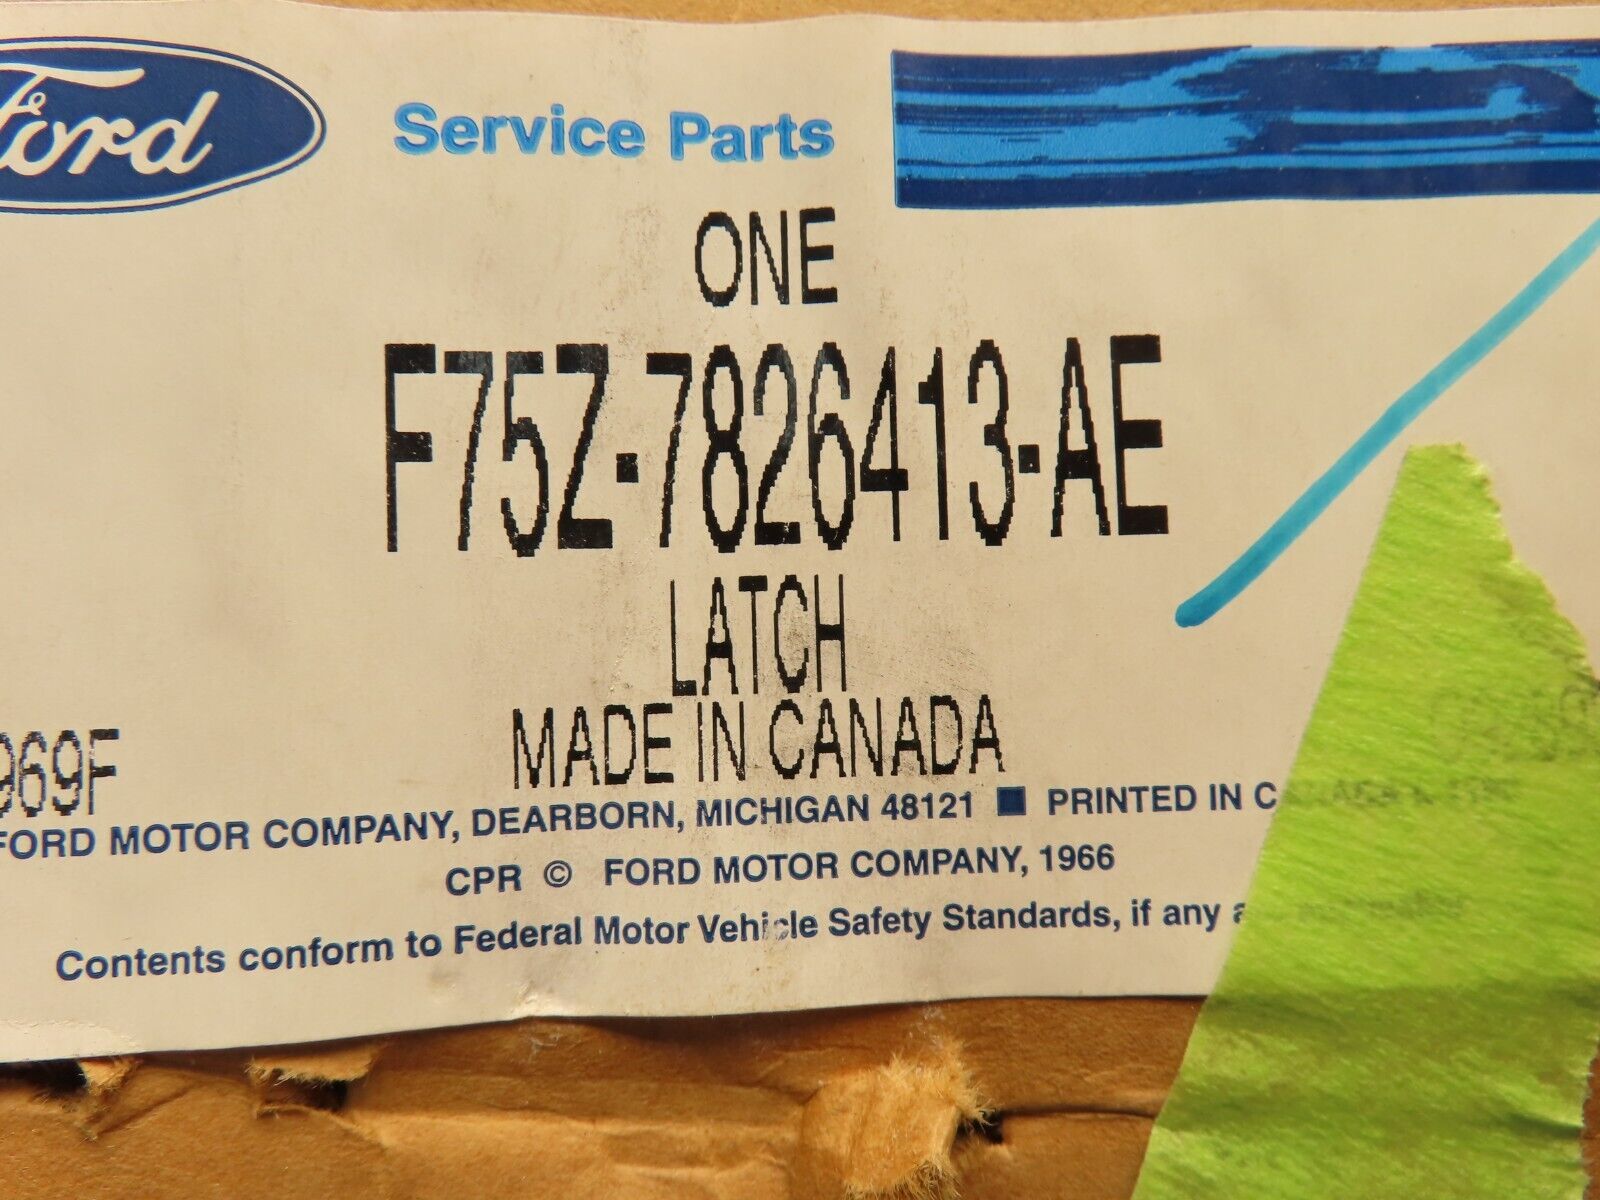 Ford
Service Parts
ONE
F75Z-7826413-AE
LATCH
MADE IN CANADA
969F
FORD MOTOR COMPANY, DEARBORN, MICHIGAN 48121 ■ PRINTED IN
CPR © FORD MOTOR COMPANY, 1966
Contents conform to Federal Motor Vehicle Safety Standards, if any